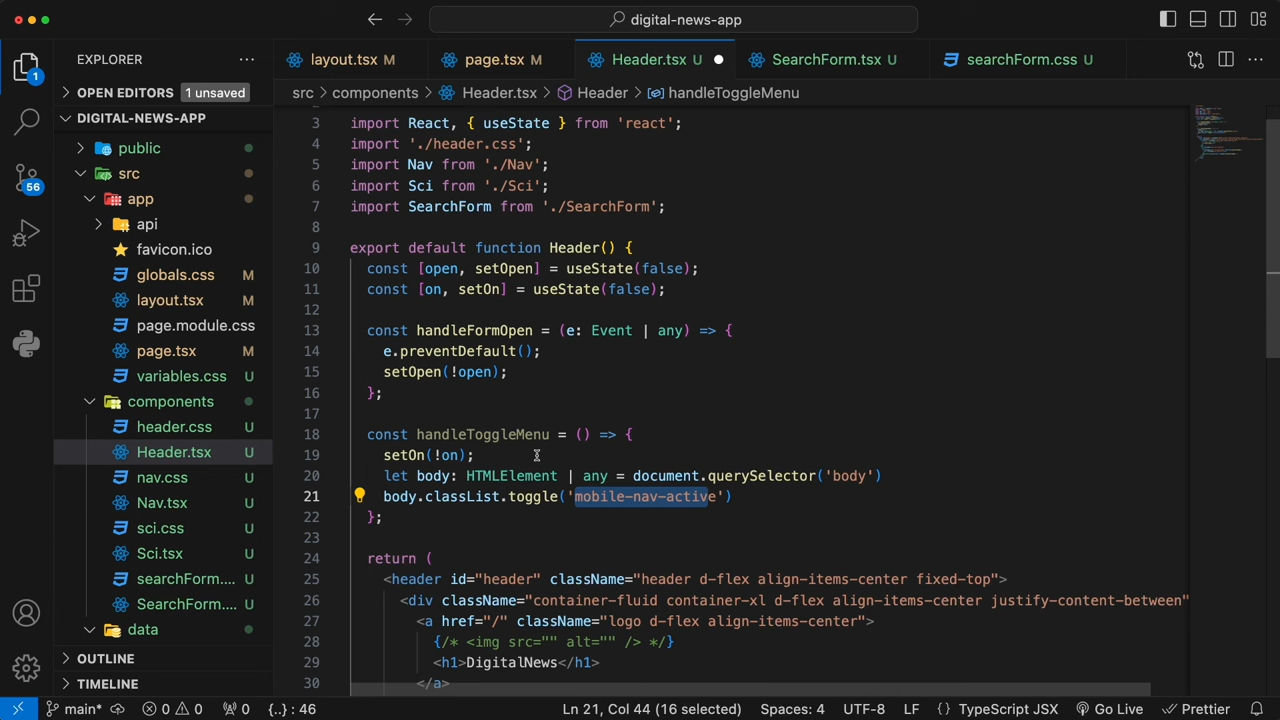 digital-news-app
EXPLORER
layout.tsx M
page.tsx M
Header.tsx U
SearchForm.tsx U
searchForm.css U
1
OPEN EDITORS 1 unsaved
src > components > Header.tsx > Header > handleToggleMenu
DIGITAL-NEWS-APP
public
src
app
api
favicon.ico
globals.css M
layout.tsx M
page.module.css
page.tsx M
variables.css U
components
header.css U
Header.tsx U
nav.css U
Nav.tsx U
sci.css U
Sci.tsx U
searchForm.... U
SearchForm.... U
data
OUTLINE
TIMELINE
56
3 import React, { useState } from 'react';
4 import './header.css';
5 import Nav from './Nav';
6 import Sci from './Sci';
7 import SearchForm from './SearchForm';
8
9 export default function Header() {
10 const [open, setOpen] = useState(false);
11 const [on, setOn] = useState(false);
12
13 const handleFormOpen = (e: Event | any) => {
14 e.preventDefault();
15 setOpen(!open);
16 };
17
18 const handleToggleMenu = () => {
19 setOn(!on);
20 let body: HTMLElement | any = document.querySelector('body')
21 body.classList.toggle('mobile-nav-active')
22 };
23
24 return (
25 <header id="header" className="header d-flex align-items-center fixed-top">
26 <div className="container-fluid container-xl d-flex align-items-center justify-content-between"
27 <a href="/" className="logo d-flex align-items-center">
28 {/* <img src="" alt="" /> */}
29 <h1>DigitalNews</h1>
30 </a>
main* 0 0 0 {..} : 46 Ln 21, Col 44 (16 selected) Spaces: 4 UTF-8 LF {} TypeScript JSX Go Live Prettier